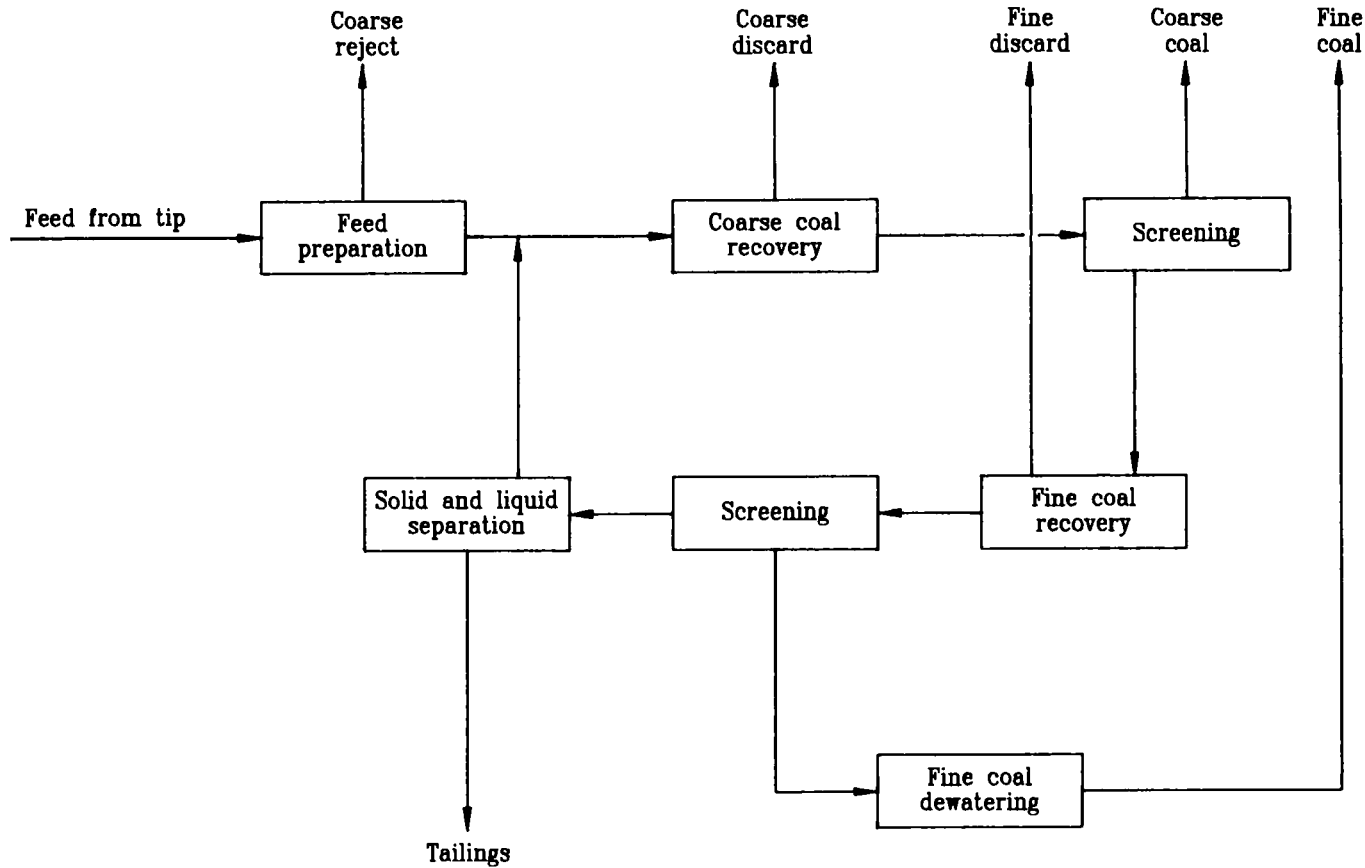 Coarse
reject
Coarse
discard
Fine
discard
Coarse
coal
Fine
coal
Feed from tip
Feed
preparation
Coarse coal
recovery
Screening
Solid and liquid
separation
Screening
Fine coal
recovery
Fine coal
dewatering
Tailings